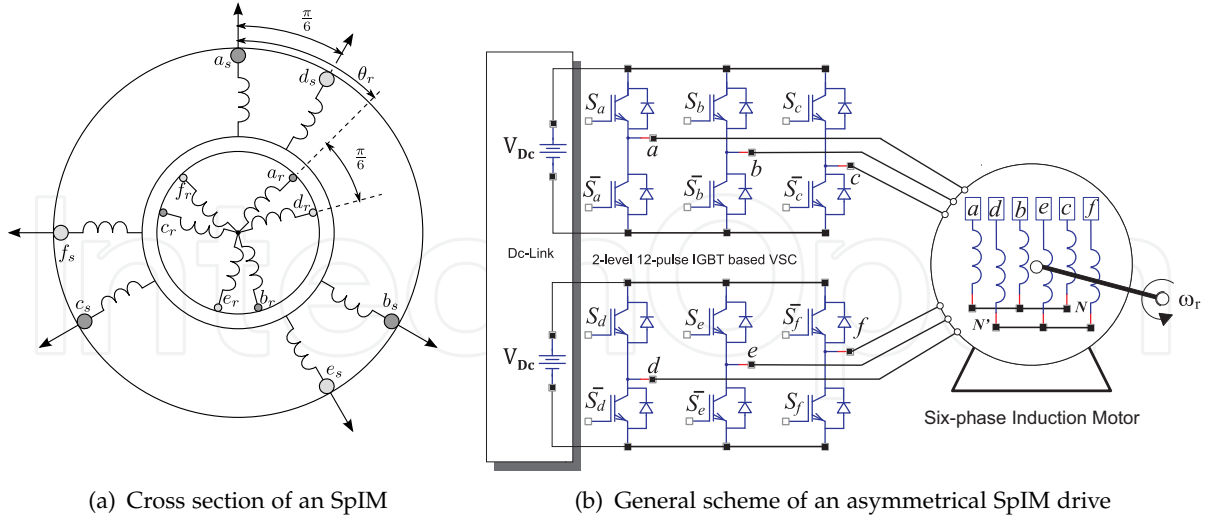 π/6
a_s
d_s
θ_r
π/6
a_r
d_r
f_r
c_r
e_r
b_r
f_s
c_s
b_s
e_s
(a) Cross section of an SpIM
V_Dc
S_a
S_b
S_c
a
b
c
S̄_a
S̄_b
S̄_c
Dc-Link
2-level 12-pulse IGBT based VSC
V_Dc
S_d
S_e
S̄_f
d
e
f
S̄_d
S̄_e
S_f
a d b e c f
N
N'
ω_r
Six-phase Induction Motor
(b) General scheme of an asymmetrical SpIM drive
InTechOpen